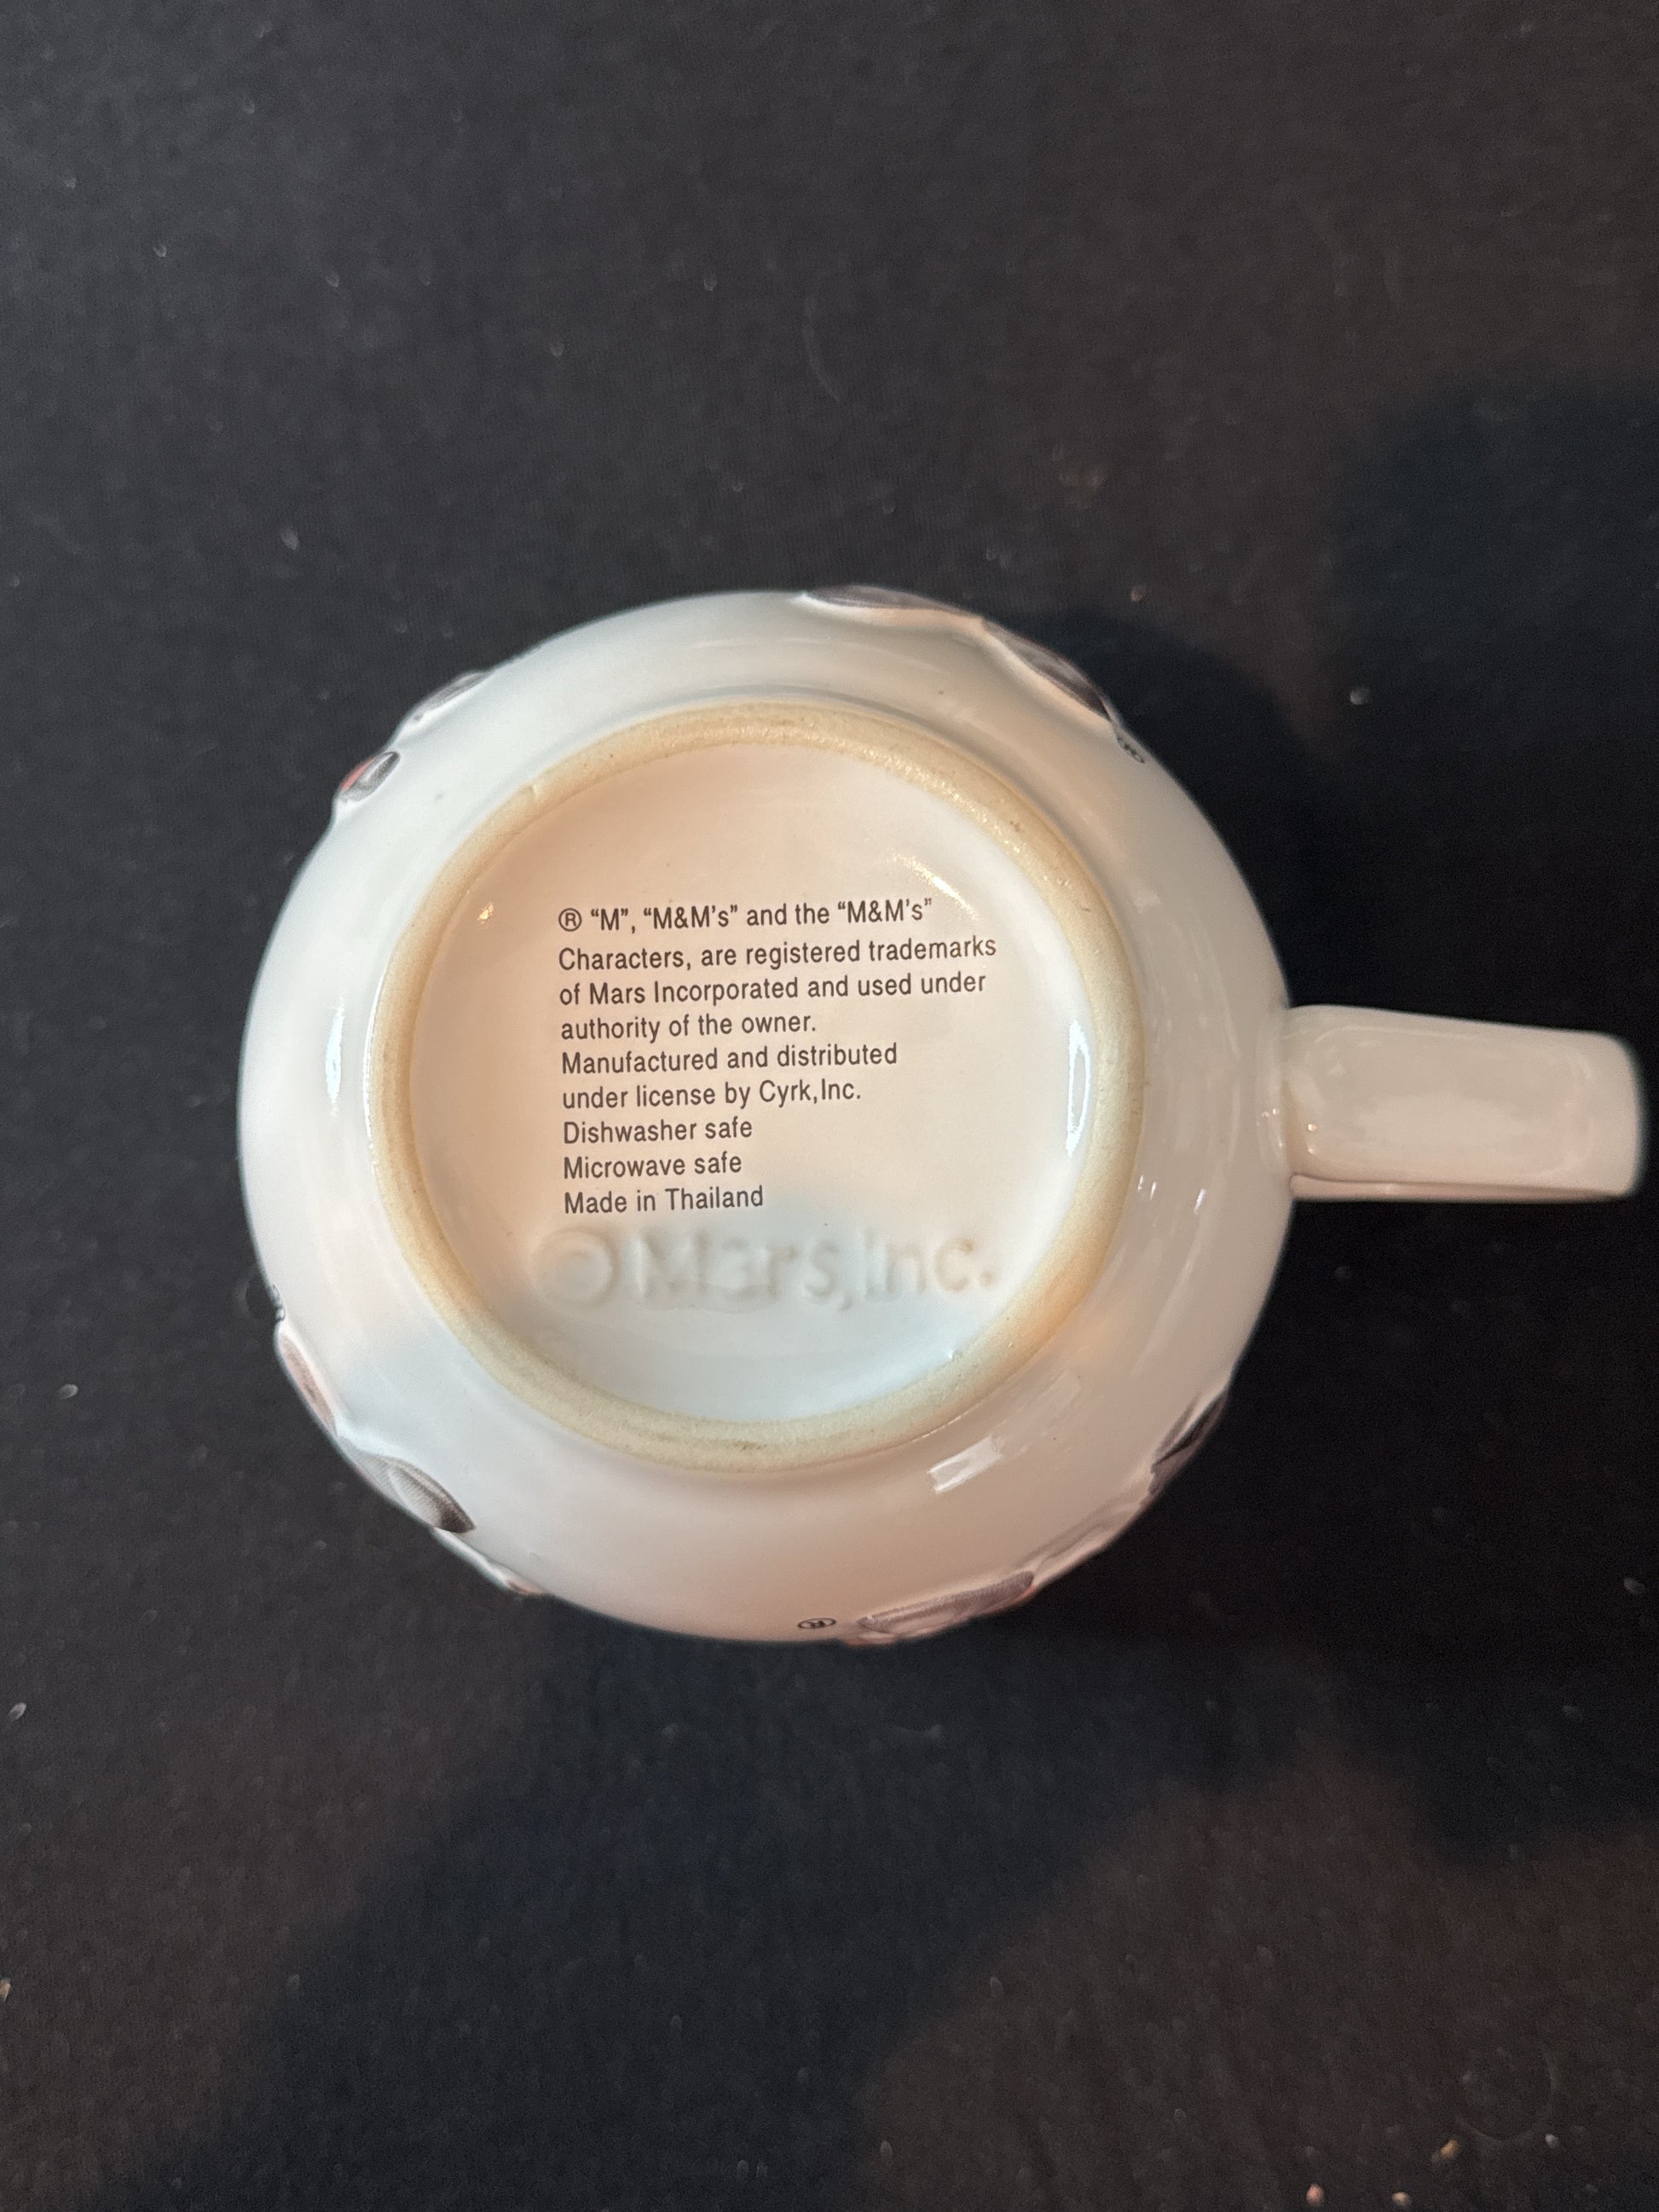 ® “M”, “M&M's” and the “M&M's”
Characters, are registered trademarks
of Mars Incorporated and used under
authority of the owner.
Manufactured and distributed
under license by Cyrk,Inc.
Dishwasher safe
Microwave safe
Made in Thailand
©Mars,Inc.
®
®